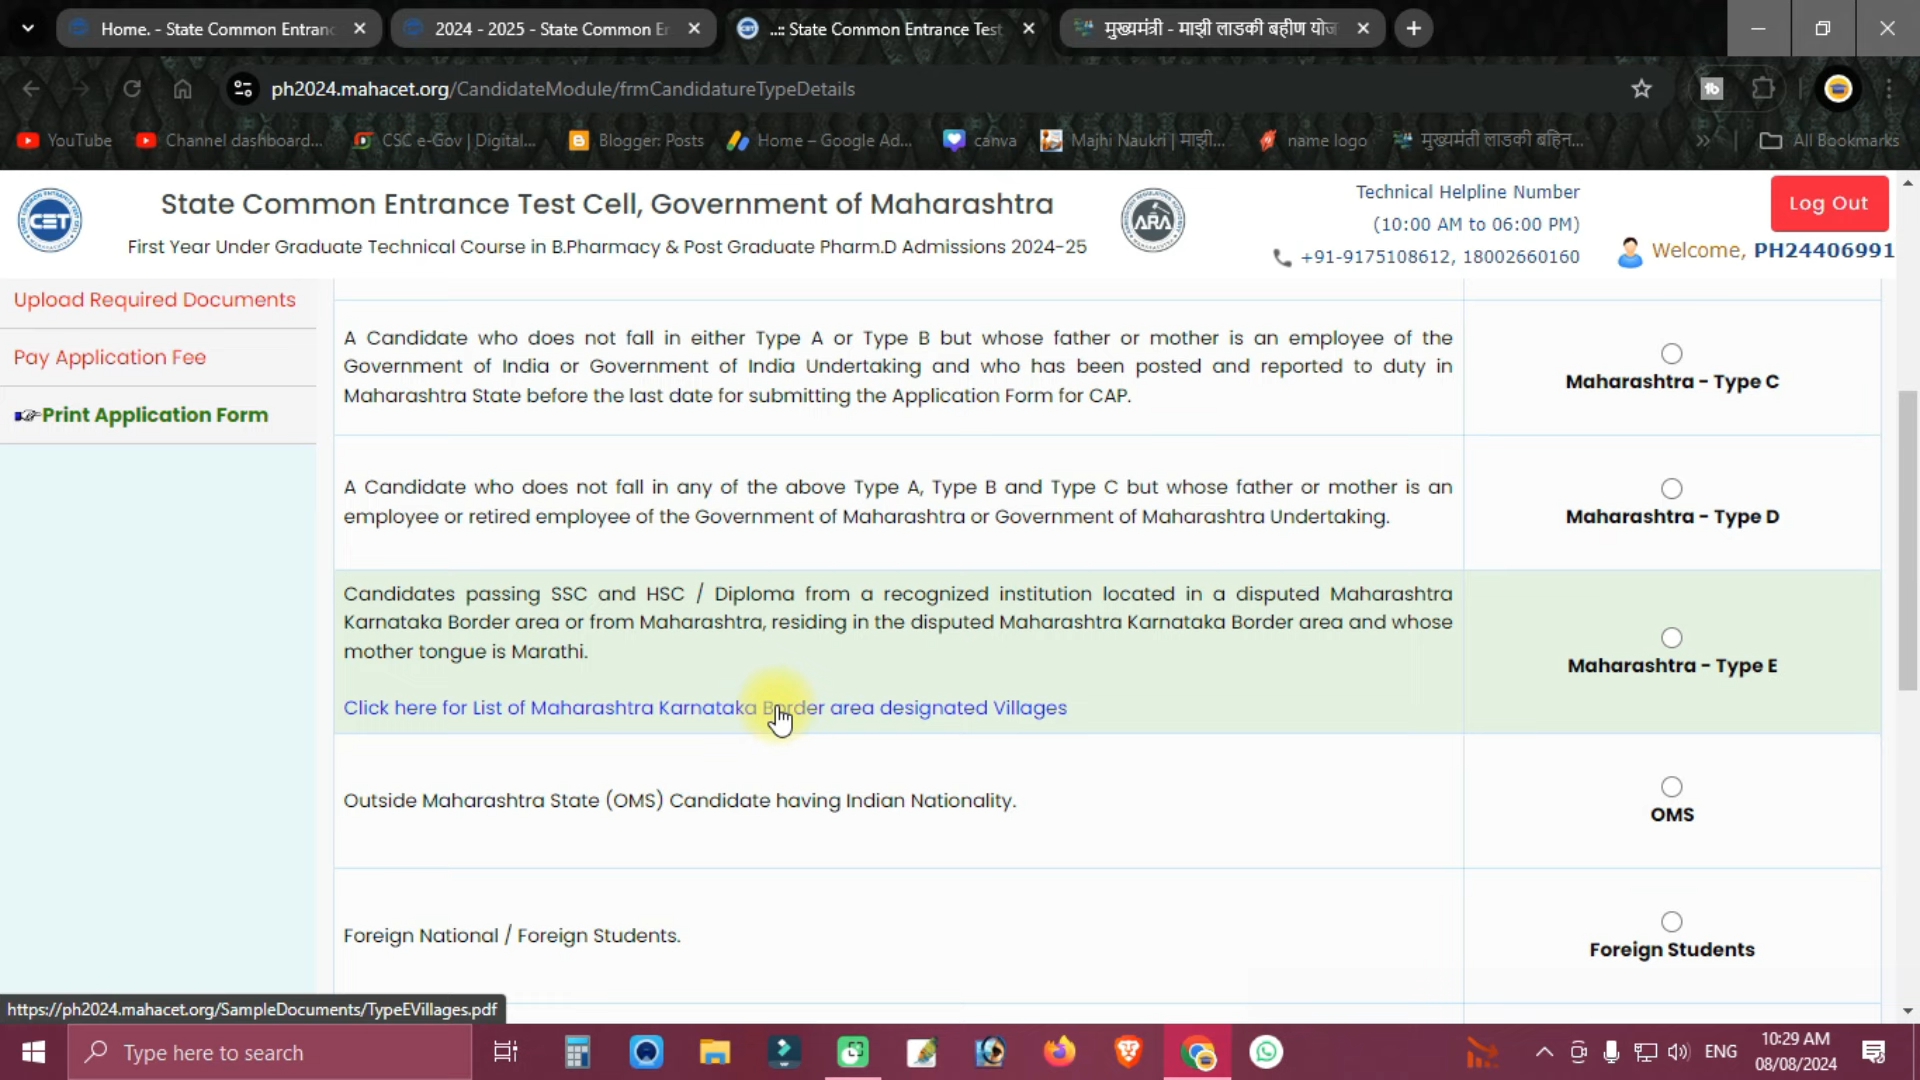 Home. - State Common Entranc
2024 - 2025 - State Common Er
..:: State Common Entrance Test
मुख्यमंत्री - माझी लाडकी बहीण योज
ph2024.mahacet.org/CandidateModule/frmCandidatureTypeDetails
YouTube
Channel dashboard...
CSC e-Gov | Digital...
Blogger: Posts
Home – Google Ad...
canva
Majhi Naukri | माझी...
name logo
मुख्यमंती लाडकी बहिन...
All Bookmarks
State Common Entrance Test Cell, Government of Maharashtra
First Year Under Graduate Technical Course in B.Pharmacy & Post Graduate Pharm.D Admissions 2024-25
CET
ARA
Technical Helpline Number
(10:00 AM to 06:00 PM)
+91-9175108612, 18002660160
Log Out
Welcome, PH24406991
Upload Required Documents
Pay Application Fee
Print Application Form
A Candidate who does not fall in either Type A or Type B but whose father or mother is an employee of the
Government of India or Government of India Undertaking and who has been posted and reported to duty in
Maharashtra State before the last date for submitting the Application Form for CAP.
Maharashtra - Type C
A Candidate who does not fall in any of the above Type A, Type B and Type C but whose father or mother is an
employee or retired employee of the Government of Maharashtra or Government of Maharashtra Undertaking.
Maharashtra - Type D
Candidates passing SSC and HSC / Diploma from a recognized institution located in a disputed Maharashtra
Karnataka Border area or from Maharashtra, residing in the disputed Maharashtra Karnataka Border area and whose
mother tongue is Marathi.
Click here for List of Maharashtra Karnataka Border area designated Villages
Maharashtra - Type E
Outside Maharashtra State (OMS) Candidate having Indian Nationality.
OMS
Foreign National / Foreign Students.
Foreign Students
https://ph2024.mahacet.org/SampleDocuments/TypeEVillages.pdf
Type here to search
ENG
10:29 AM
08/08/2024